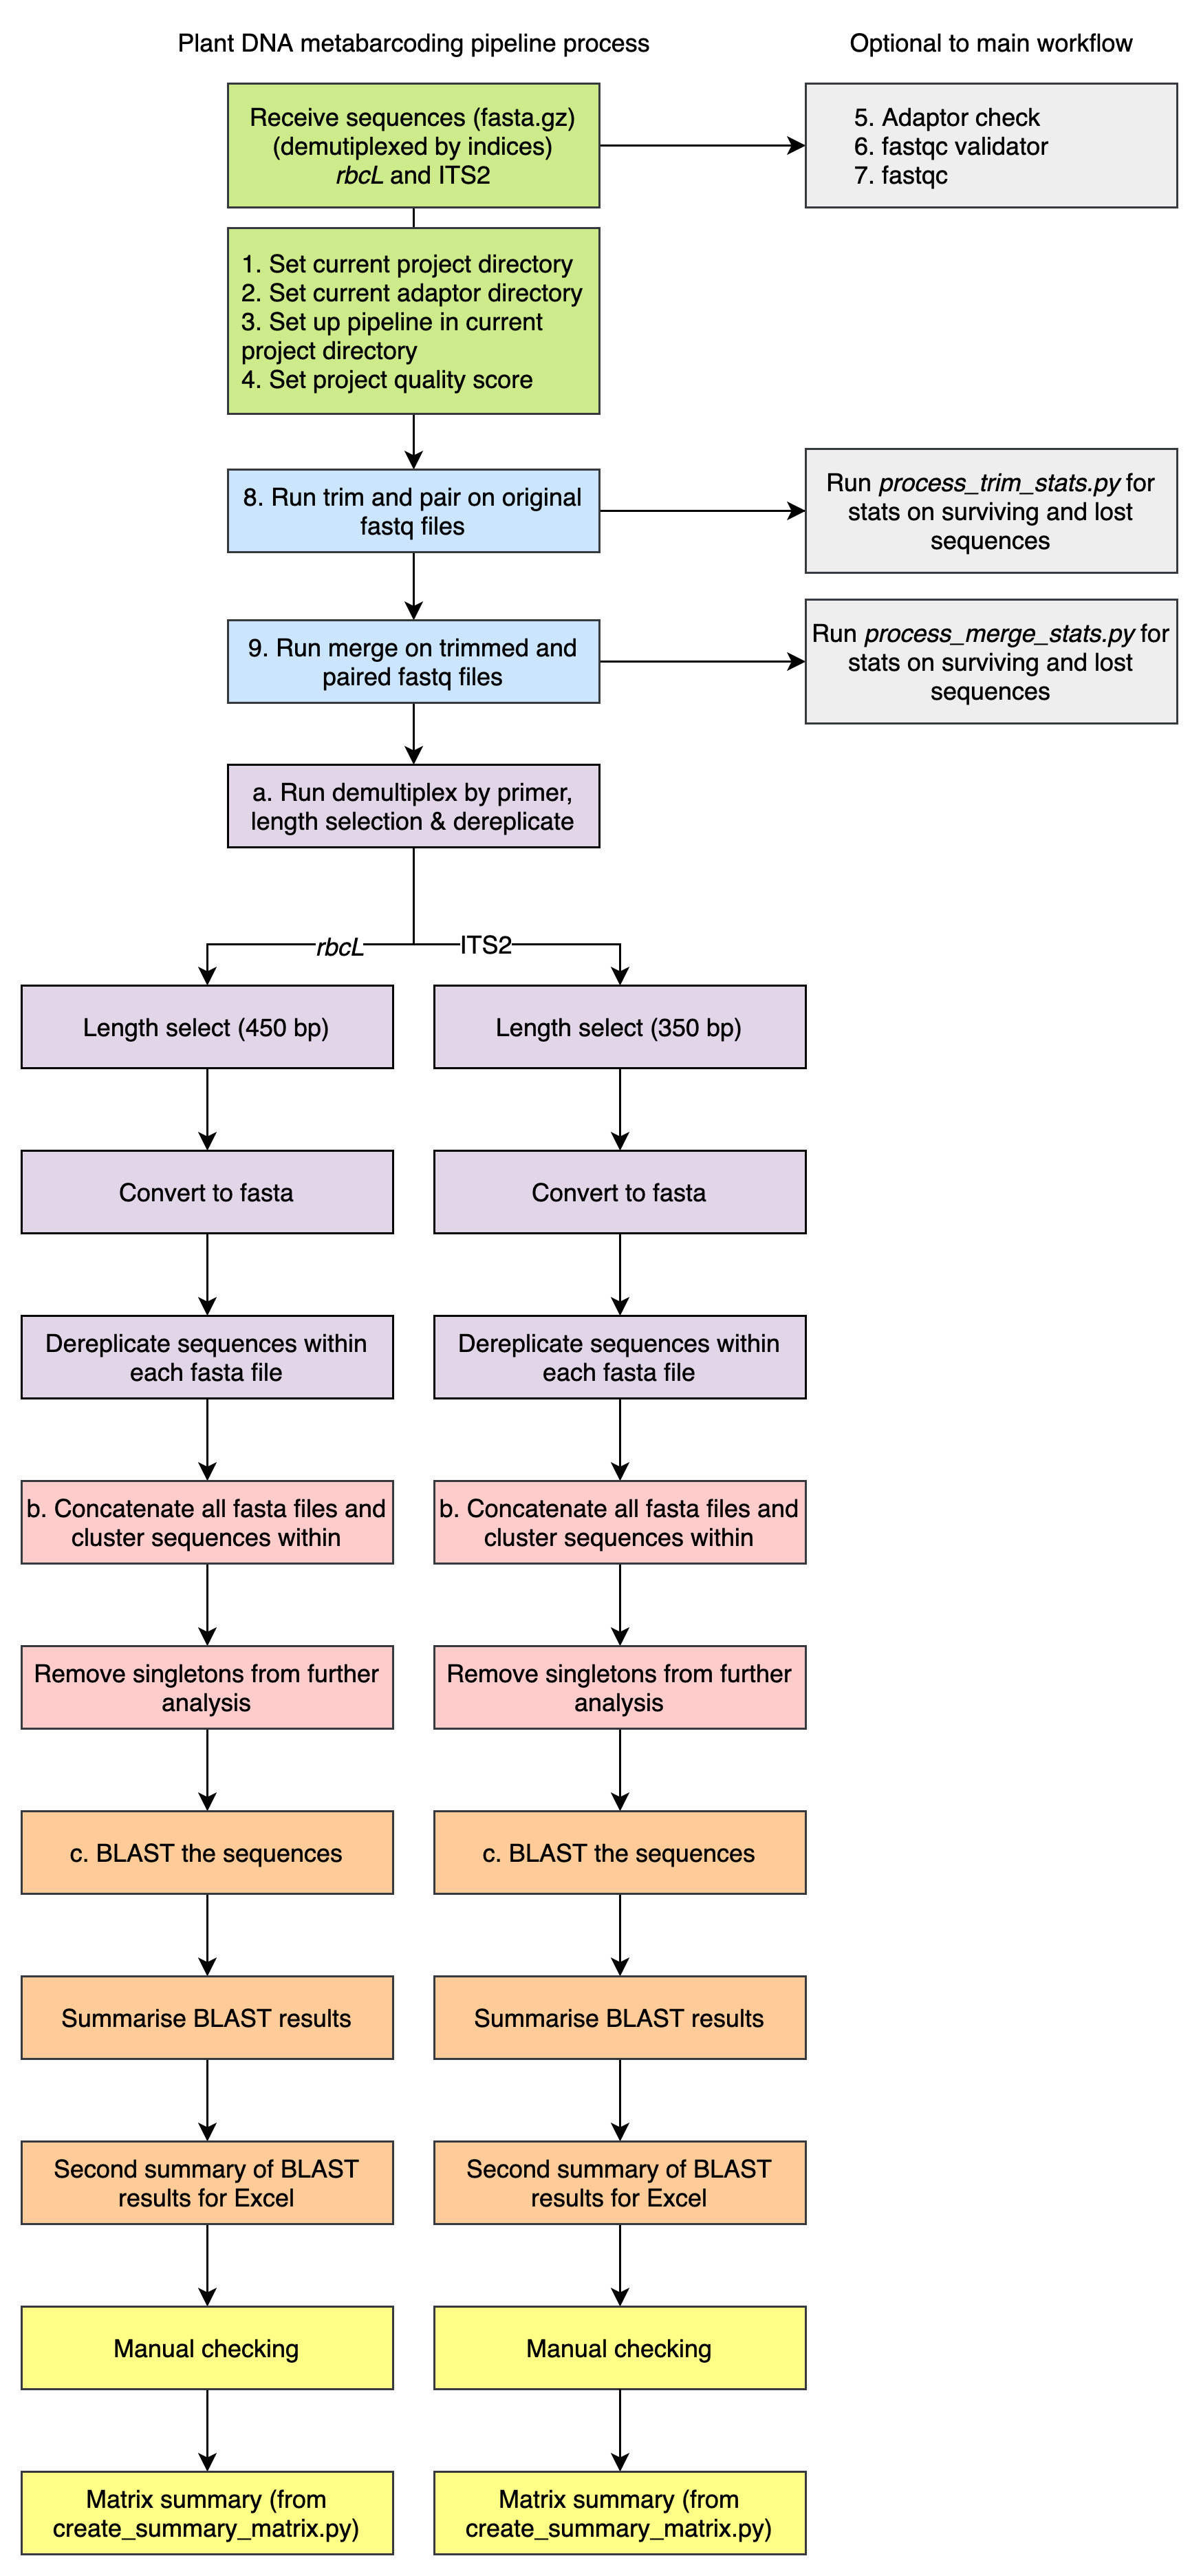 Plant DNA metabarcoding pipeline process
Optional to main workflow
Receive sequences (fasta.gz)
(demutiplexed by indices)
rbcL and ITS2
5. Adaptor check
6. fastqc validator
7. fastqc
1. Set current project directory
2. Set current adaptor directory
3. Set up pipeline in current
project directory
4. Set project quality score
8. Run trim and pair on original
fastq files
Run process_trim_stats.py for
stats on surviving and lost
sequences
9. Run merge on trimmed and
paired fastq files
Run process_merge_stats.py for
stats on surviving and lost
sequences
a. Run demultiplex by primer,
length selection & dereplicate
rbcL
ITS2
Length select (450 bp)
Length select (350 bp)
Convert to fasta
Convert to fasta
Dereplicate sequences within
each fasta file
Dereplicate sequences within
each fasta file
b. Concatenate all fasta files and
cluster sequences within
b. Concatenate all fasta files and
cluster sequences within
Remove singletons from further
analysis
Remove singletons from further
analysis
c. BLAST the sequences
c. BLAST the sequences
Summarise BLAST results
Summarise BLAST results
Second summary of BLAST
results for Excel
Second summary of BLAST
results for Excel
Manual checking
Manual checking
Matrix summary (from
create_summary_matrix.py)
Matrix summary (from
create_summary_matrix.py)